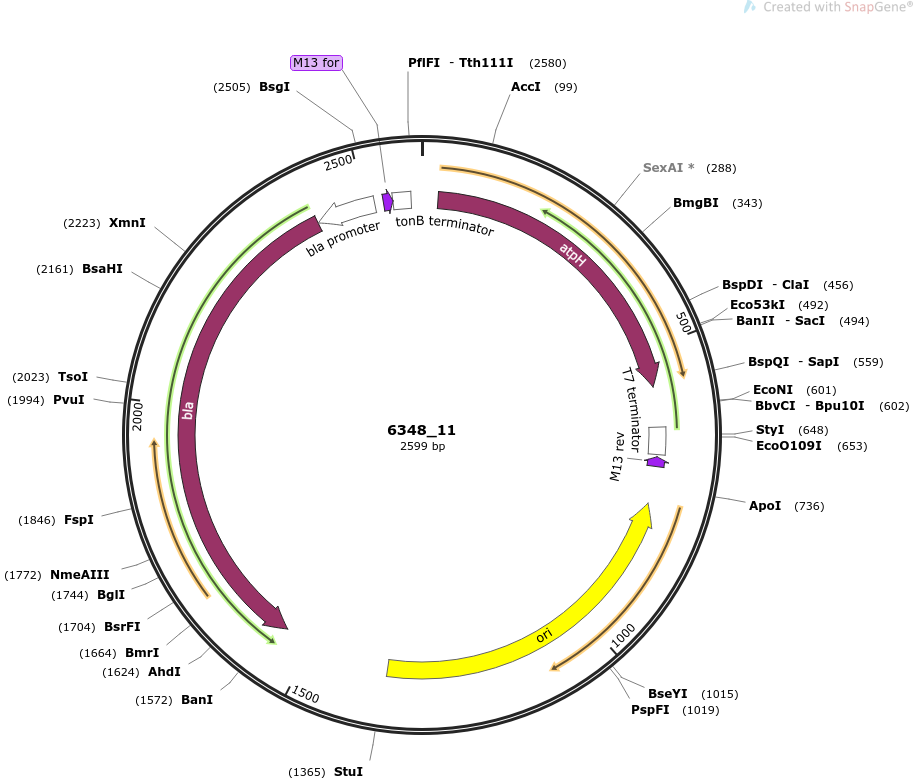 Created with SnapGene®
M13 for
PflFI - Tth111I (2580)
(2505) BsgI
AccI (99)
SexAI * (288)
BmgBI (343)
(2223) XmnI
(2161) BsaHI
BspDI - ClaI (456)
Eco53kI (492)
BanII - SacI (494)
BspQI - SapI (559)
(2023) TsoI
(1994) PvuI
EcoNI (601)
BbvCI - Bpu10I (602)
StyI (648)
EcoO109I (653)
ApoI (736)
(1846) FspI
(1772) NmeAIII
(1744) BglI
(1704) BsrFI
(1664) BmrI
(1624) AhdI
(1572) BanI
BseYI (1015)
PspFI (1019)
(1365) StuI
2500
500
2000
1500
1000
bla promoter
tonB terminator
atpH
T7 terminator
M13 rev
bla
ori
6348_11
2599 bp